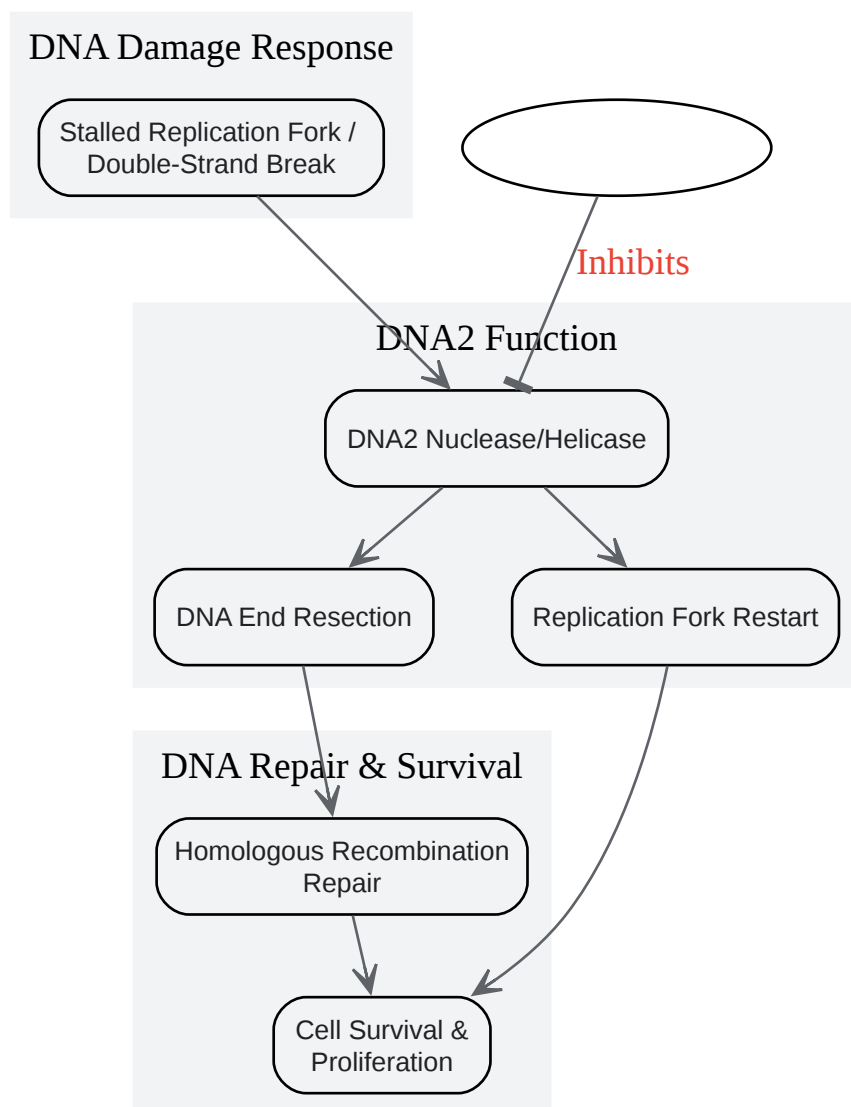 DNA Damage Response
Stalled Replication Fork /
Double-Strand Break
Inhibits
DNA2 Function
DNA2 Nuclease/Helicase
DNA End Resection
Replication Fork Restart
DNA Repair & Survival
Homologous Recombination
Repair
Cell Survival &
Proliferation